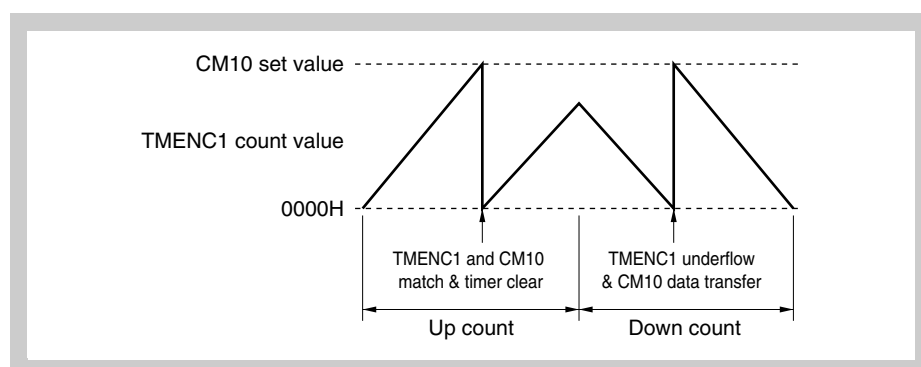 CM10 set value
TMENC1 count value
0000H
TMENC1 and CM10
match & timer clear
TMENC1 underflow
& CM10 data transfer
Up count
Down count